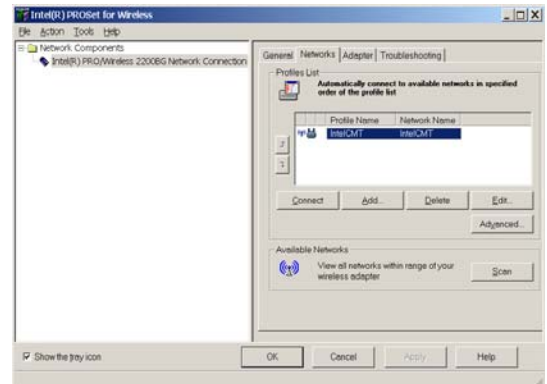 Intel(R) PROSet for Wireless
File Action Tools Help
Network Components
Intel(R) PRO/Wireless 2200BG Network Connection
General Networks Adapter Troubleshooting
Profiles List
Automatically connect to available networks in specified
order of the profile list
Profile Name Network Name
IntelCMT IntelCMT
Connect Add... Delete Edit...
Advanced...
Available Networks
View all networks within range of your
wireless adapter
Scan
Show the tray icon
OK Cancel Apply Help